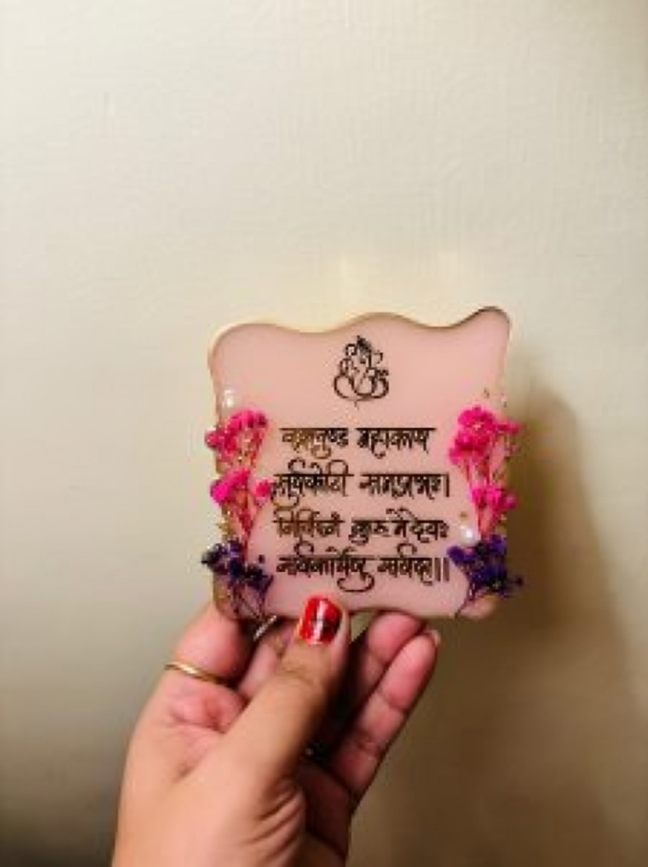 वक्रतुण्ड महाकाय
सूर्यकोटी समप्रभः।
निर्विघ्नं कुरु मे देवः
सर्वकार्येषु सर्वदा॥